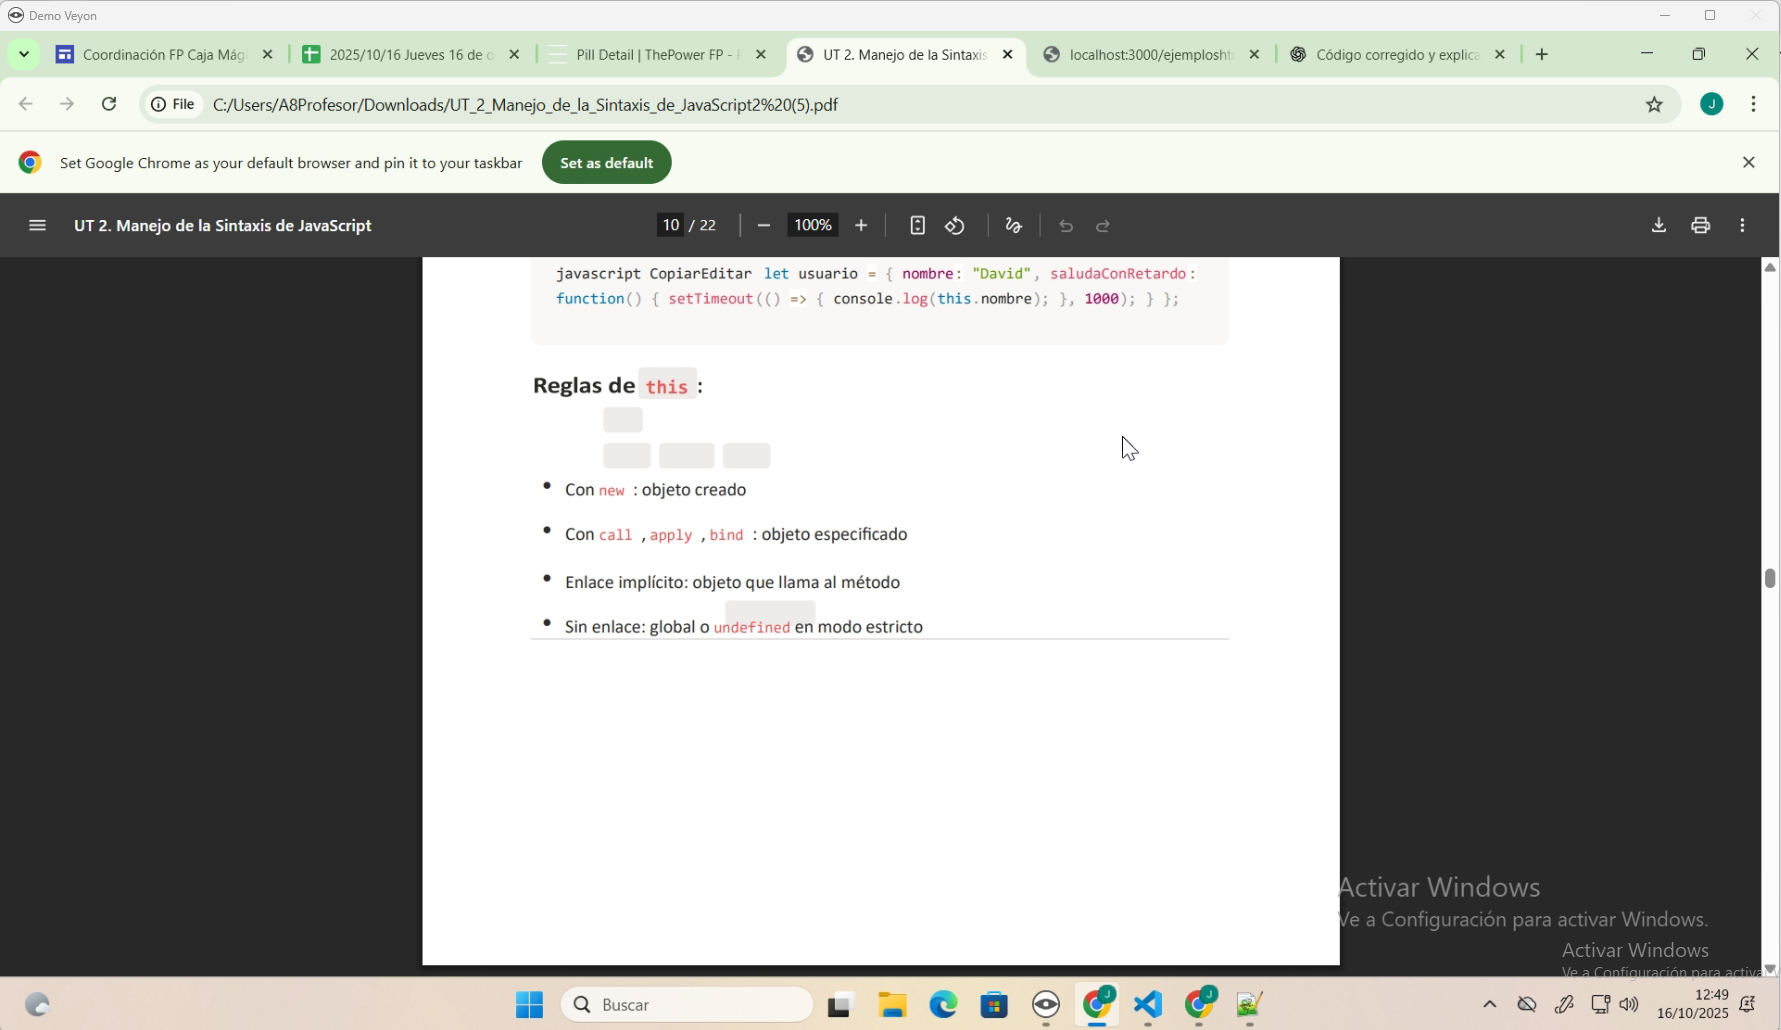 Demo Veyon
Coordinación FP Caja Mág
2025/10/16 Jueves 16 de o
Pill Detail | ThePower FP -
UT 2. Manejo de la Sintaxis
localhost:3000/ejemplosht
Código corregido y explica
File
C:/Users/A8Profesor/Downloads/UT_2_Manejo_de_la_Sintaxis_de_JavaScript2%20(5).pdf
J
Set Google Chrome as your default browser and pin it to your taskbar
Set as default
UT 2. Manejo de la Sintaxis de JavaScript
10 / 22
100%
javascript CopiarEditar let usuario = { nombre: "David", saludaConRetardo:
function() { setTimeout(() => { console.log(this.nombre); }, 1000); } };
Reglas de this :
• Con new : objeto creado
• Con call , apply , bind : objeto especificado
• Enlace implícito: objeto que llama al método
• Sin enlace: global o undefined en modo estricto
Activar Windows
Ve a Configuración para activar Windows.
Activar Windows
Ve a Configuración para activa
Buscar
J
J
12:49
16/10/2025